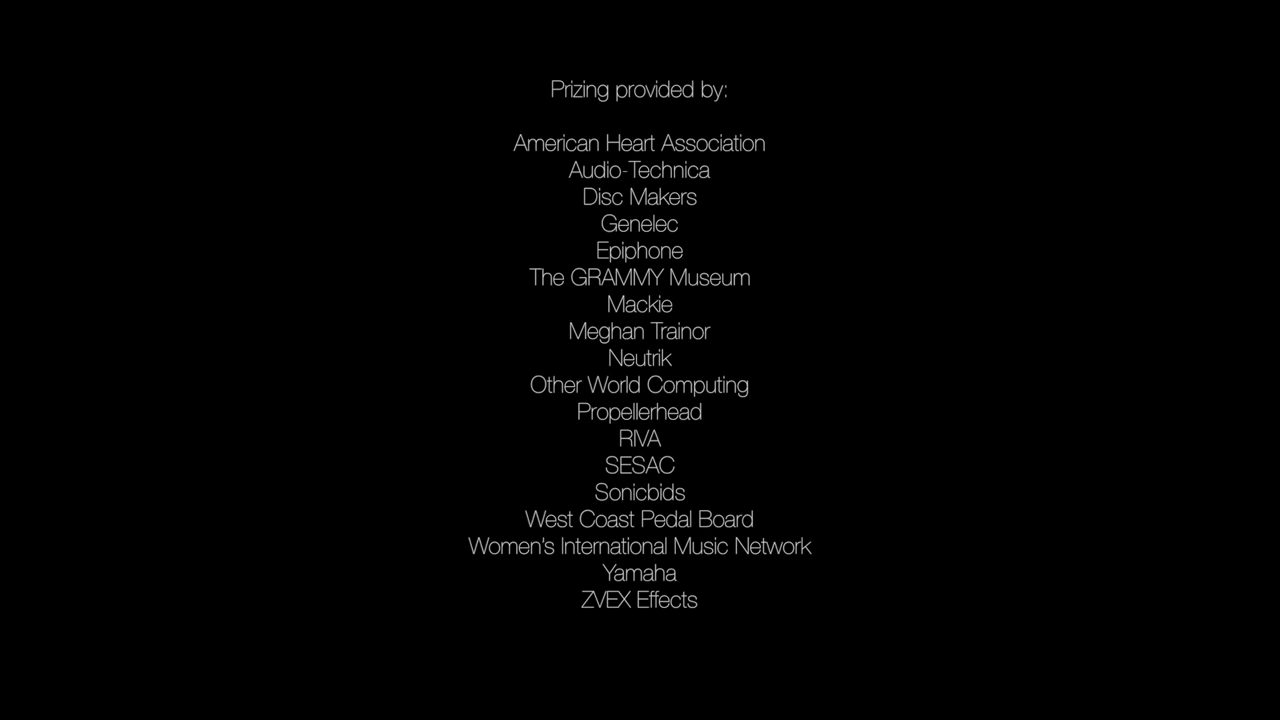 Prizing provided by:
American Heart Association
Audio-Technica
Disc Makers
Genelec
Epiphone
The GRAMMY Museum
Mackie
Meghan Trainor
Neutrik
Other World Computing
Propellerhead
RIVA
SESAC
Sonicbids
West Coast Pedal Board
Women's International Music Network
Yamaha
ZVEX Effects